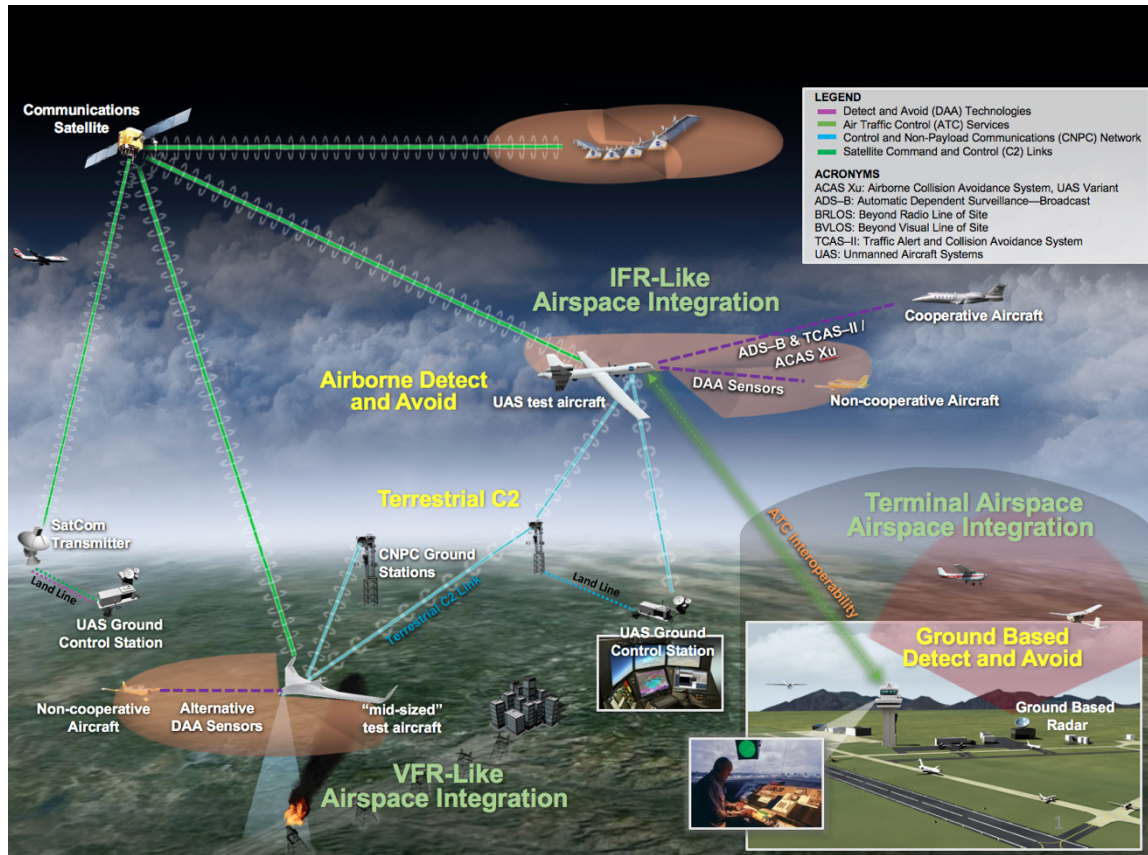 Communications
Satellite
LEGEND
Detect and Avoid (DAA) Technologies
Air Traffic Control (ATC) Services
Control and Non-Payload Communications (CNPC) Network
Satellite Command and Control (C2) Links
ACRONYMS
ACAS Xu: Airborne Collision Avoidance System, UAS Variant
ADS–B: Automatic Dependent Surveillance—Broadcast
BRLOS: Beyond Radio Line of Site
BVLOS: Beyond Visual Line of Site
TCAS–II: Traffic Alert and Collision Avoidance System
UAS: Unmanned Aircraft Systems
IFR-Like
Airspace Integration
Cooperative Aircraft
ADS–B & TCAS–II /
ACAS Xu
DAA Sensors
Non-cooperative Aircraft
Airborne Detect
and Avoid
UAS test aircraft
Terrestrial C2
Terminal Airspace
Airspace Integration
ATC Interoperability
SatCom
Transmitter
Land Line
UAS Ground
Control Station
CNPC Ground
Stations
Terrestrial C2 Link
Land Line
UAS Ground
Control Station
Ground Based
Detect and Avoid
Ground Based
Radar
Non-cooperative
Aircraft
Alternative
DAA Sensors
“mid-sized”
test aircraft
VFR-Like
Airspace Integration
1